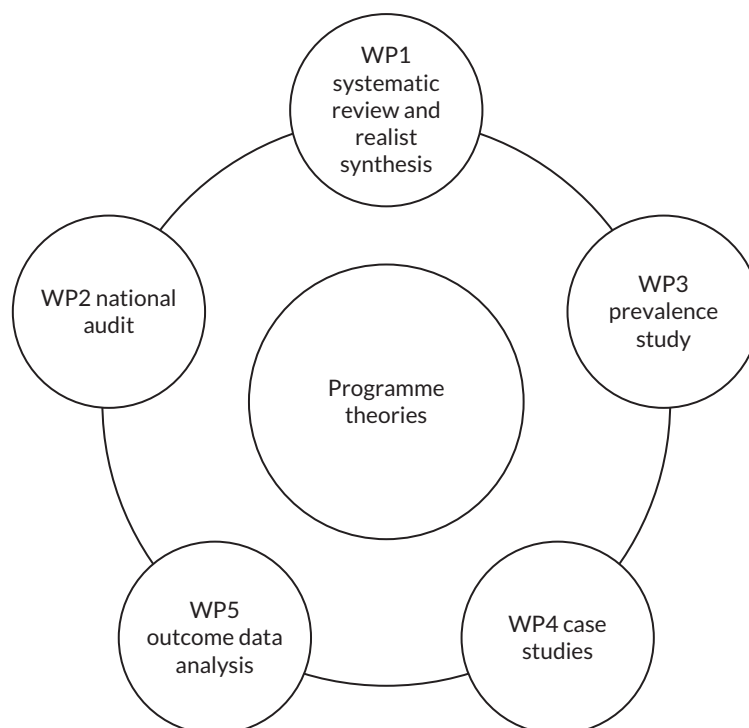 WP1
systematic
review and
realist
synthesis
WP2 national
audit
WP3
prevalence
study
Programme
theories
WP5
outcome data
analysis
WP4 case
studies